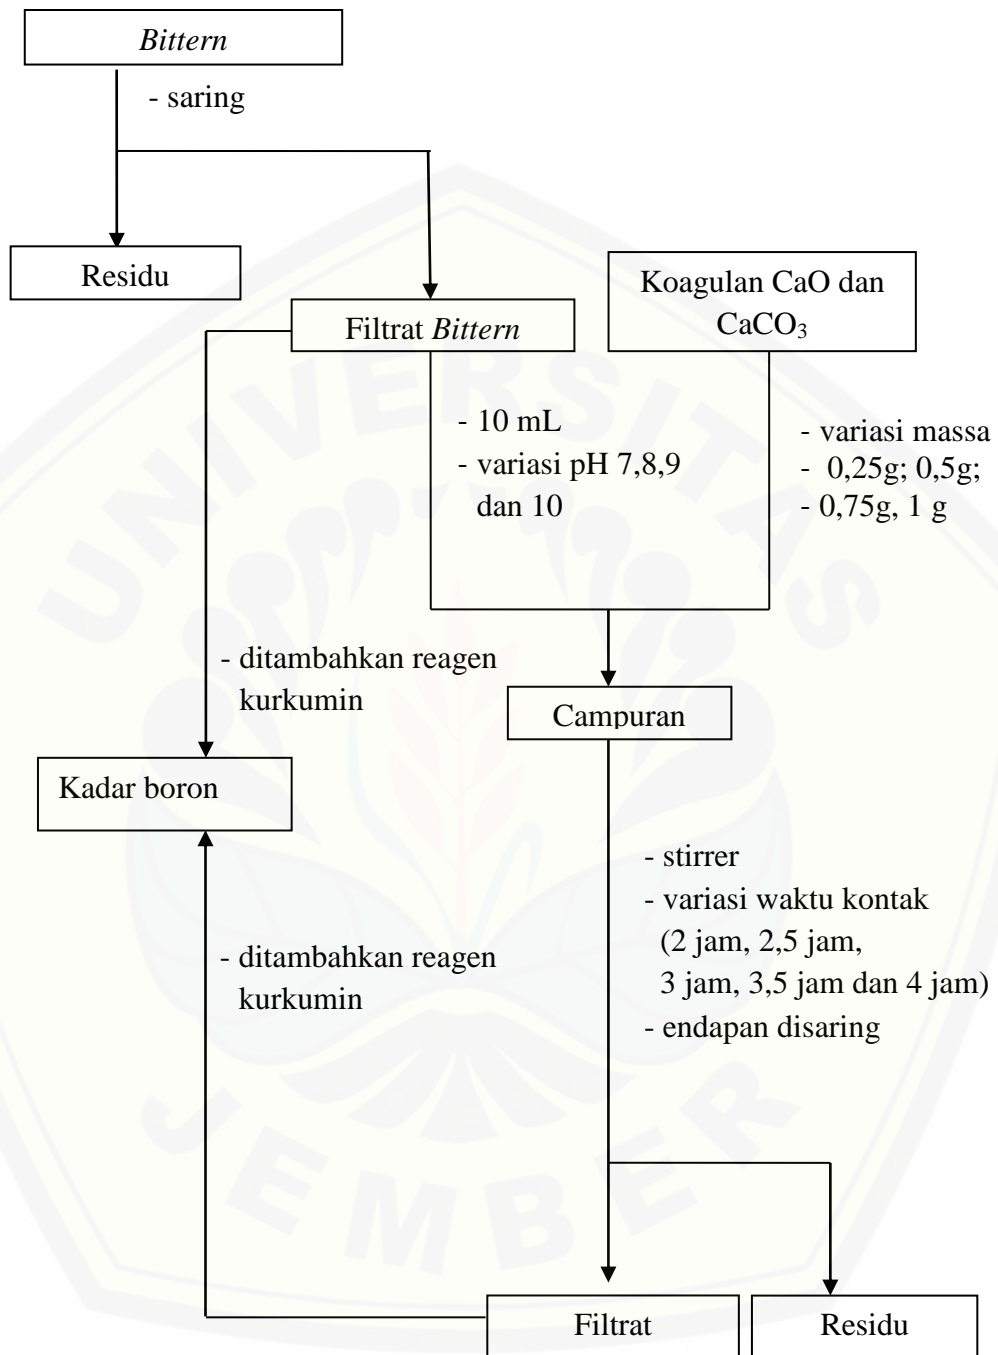 Bittern
- saring
Residu
Koagulan CaO dan
CaCO₃
Filtrat Bittern
- 10 mL
- variasi pH 7,8,9
dan 10
- variasi massa
- 0,25g; 0,5g;
- 0,75g, 1 g
- ditambahkan reagen
kurkumin
Campuran
Kadar boron
- stirrer
- variasi waktu kontak
(2 jam, 2,5 jam,
3 jam, 3,5 jam dan 4 jam)
- endapan disaring
- ditambahkan reagen
kurkumin
Filtrat
Residu
UNIVERSITAS
JEMBER